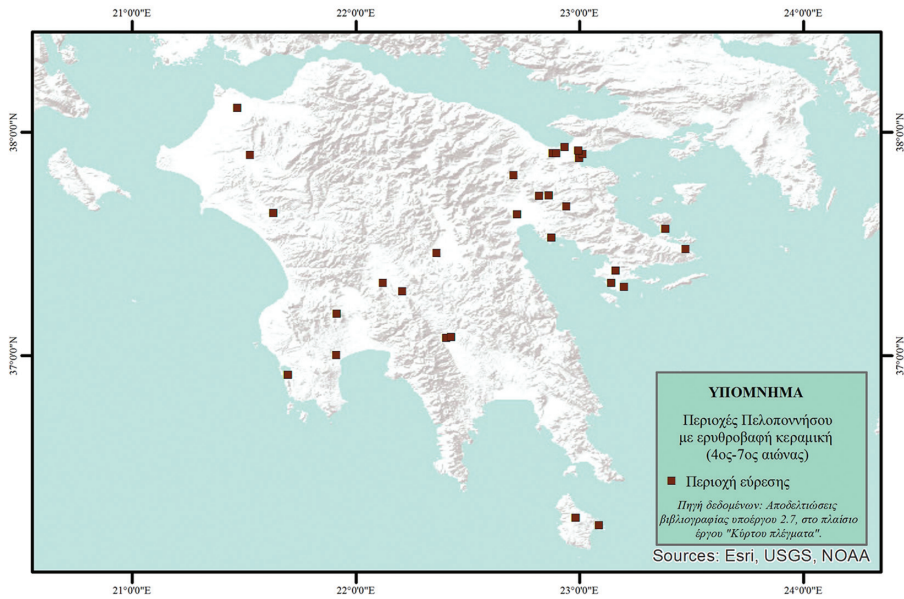 21°0'0"E 22°0'0"E 23°0'0"E 24°0'0"E
38°0'0"N 38°0'0"N
37°0'0"N 37°0'0"N
ΥΠΟΜΝΗΜΑ
Περιοχές Πελοποννήσου
με ερυθροβαφή κεραμική
(4ος-7ος αιώνας)
Περιοχή εύρεσης
Πηγή δεδομένων: Αποδελτιώσεις
βιβλιογραφίας υποέργου 2.7, στο πλαίσιο
έργου "Κύρτου πλέγματα".
Sources: Esri, USGS, NOAA
21°0'0"E 22°0'0"E 23°0'0"E 24°0'0"E